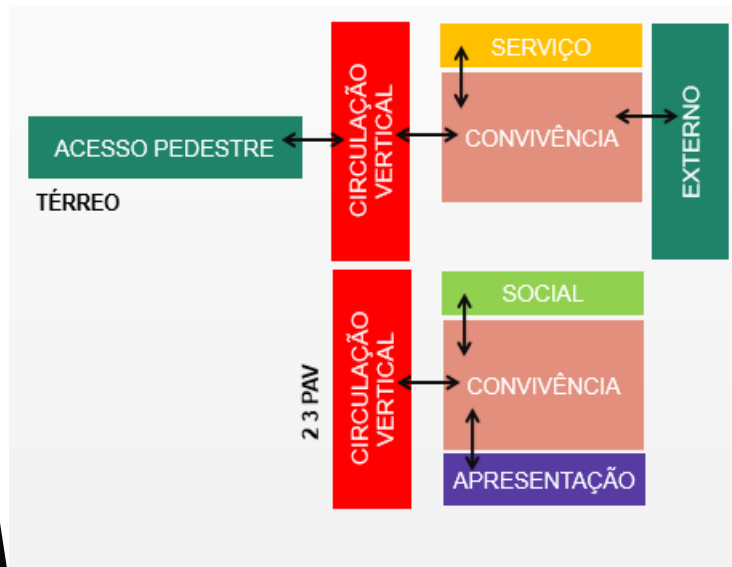 SERVIÇO
CIRCULAÇÃO
VERTICAL
ACESSO PEDESTRE
CONVIVÊNCIA
EXTERNO
TÉRREO
SOCIAL
2 3 PAV
CIRCULAÇÃO
VERTICAL
CONVIVÊNCIA
APRESENTAÇÃO